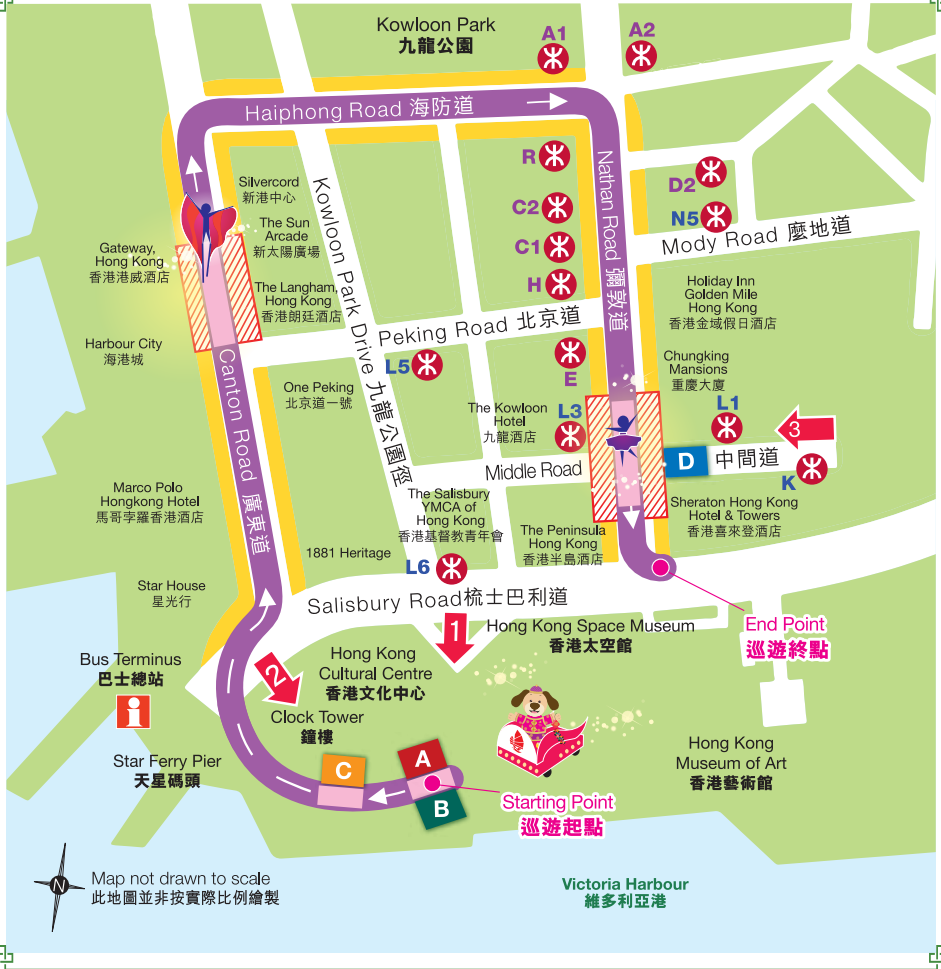 Kowloon Park
九龍公園
A1
A2
Haiphong Road 海防道
R
C2
C1
H
Nathan Road 彌敦道
D2
N5
Mody Road 麼地道
Silvercord
新港中心
The Sun
Arcade
新太陽廣場
Gateway,
Hong Kong
香港港威酒店
The Langham,
Hong Kong
香港朗廷酒店
Harbour City
海港城
Kowloon Park Drive 九龍公園徑
Peking Road 北京道
Holiday Inn
Golden Mile
Hong Kong
香港金域假日酒店
Canton Road 廣東道
L5
E
One Peking
北京道一號
Chungking
Mansions
重慶大廈
The Kowloon
Hotel
九龍酒店
L3
L1
3
Middle Road
D
中間道
K
Marco Polo
Hongkong Hotel
馬哥孛羅香港酒店
The Salisbury
YMCA of
Hong Kong
香港基督教青年會
The Peninsula
Hong Kong
香港半島酒店
Sheraton Hong Kong
Hotel & Towers
香港喜來登酒店
1881 Heritage
L6
Star House
星光行
Salisbury Road梳士巴利道
1
Hong Kong Space Museum
香港太空館
End Point
巡遊終點
2
Hong Kong
Cultural Centre
香港文化中心
Bus Terminus
巴士總站
i
Clock Tower
鐘樓
Star Ferry Pier
天星碼頭
C
A
B
Hong Kong
Museum of Art
香港藝術館
Starting Point
巡遊起點
N
Map not drawn to scale
此地圖並非按實際比例繪製
Victoria Harbour
維多利亞港